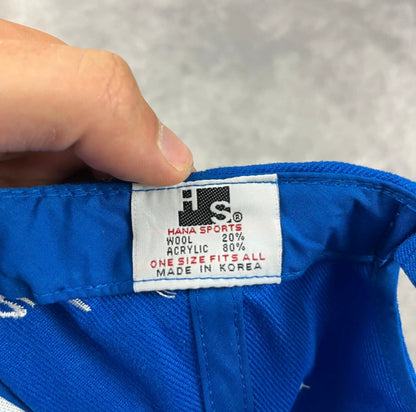 HS®
HANA SPORTS
WOOL 20%
ACRYLIC 80%
ONE SIZE FITS ALL
MADE IN KOREA